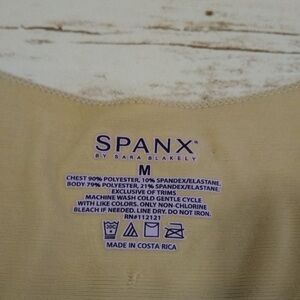 SPANX®
BY SARA BLAKELY
M
CHEST 90% POLYESTER, 10% SPANDEX/ELASTANE.
BODY 79% POLYESTER, 21% SPANDEX/ELASTANE.
EXCLUSIVE OF TRIMS
MACHINE WASH COLD GENTLE CYCLE
WITH LIKE COLORS. ONLY NON-CHLORINE
BLEACH IF NEEDED. LINE DRY. DO NOT IRON.
RN#112121
MADE IN COSTA RICA